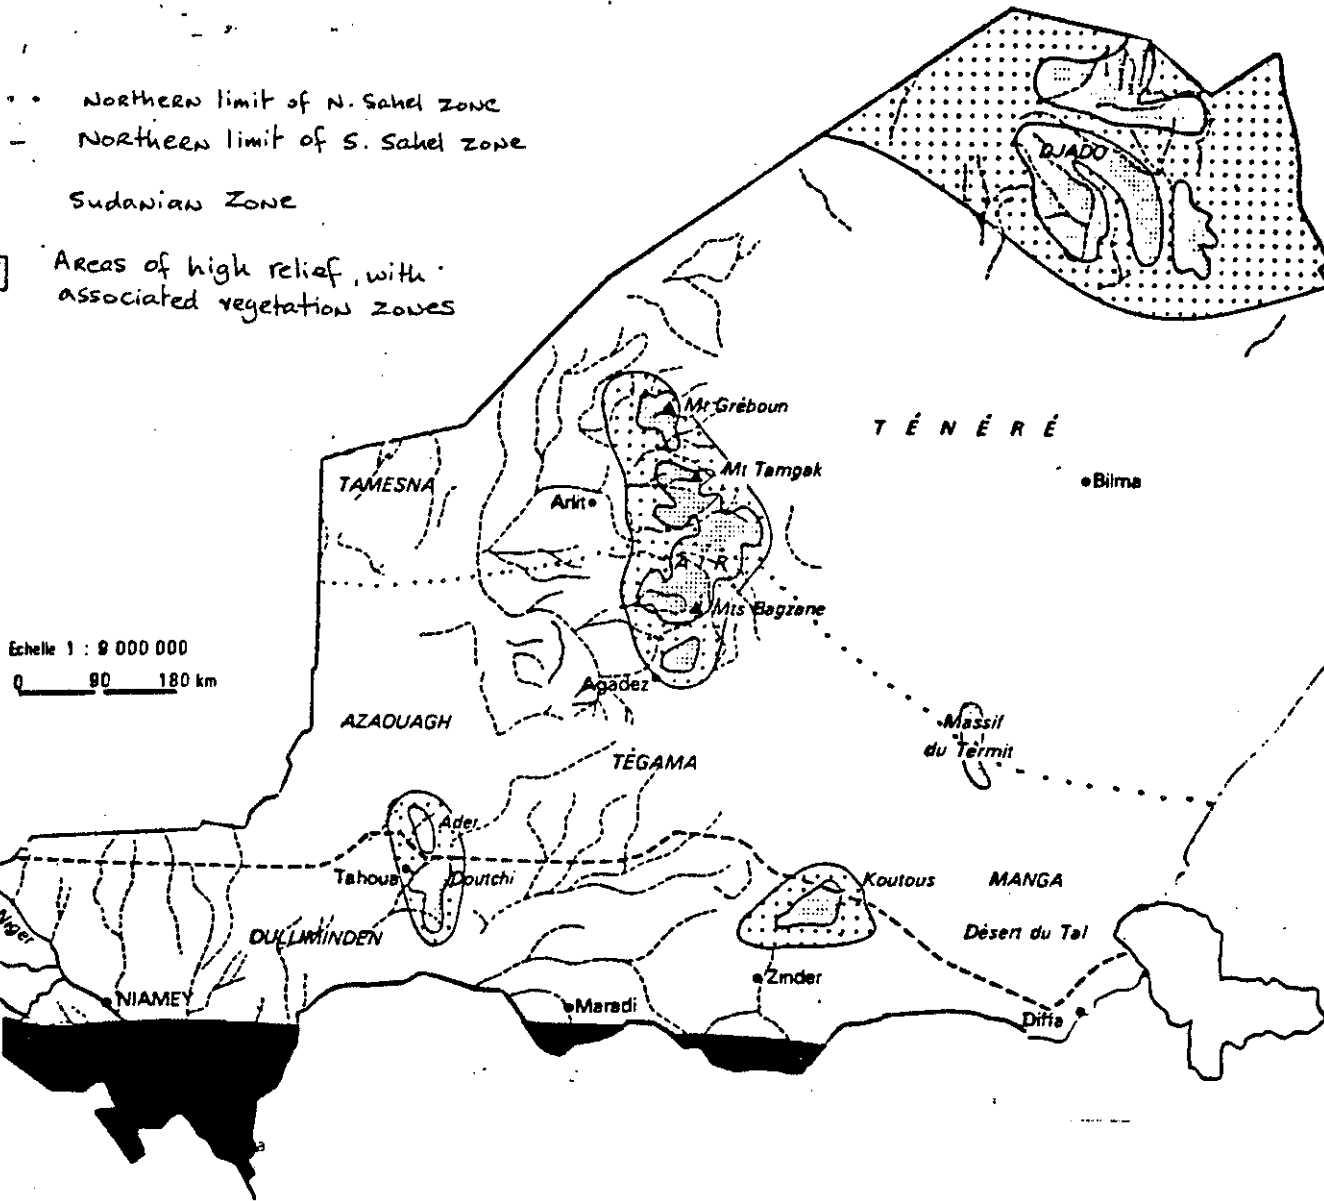 Northern limit of N. Sahel zone
Northern limit of S. Sahel zone
Sudanian Zone
Areas of high relief, with
associated vegetation zones
DJADO
Mt Gréboun
TÉNÉRÉ
Mt Tamgak
TAMESNA
Bilma
Arlit
AIR
Mts Bagzane
Echelle 1 : 9 000 000
0 90 180 km
Agadez
AZAOUAGH
Massif
du Termit
TÉGAMA
Ader
Tahoua
Doutchi
Koutous
MANGA
Niger
OULLIMINDEN
Désert du Tal
Zinder
NIAMEY
Maradi
Diffa
a